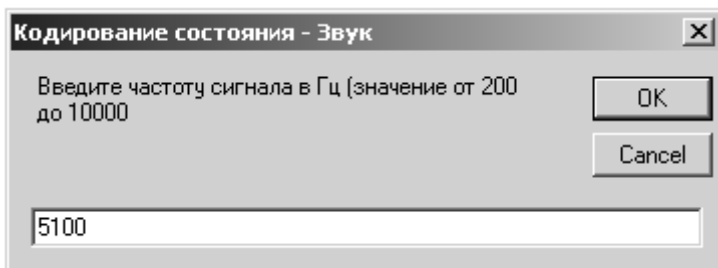 Кодирование состояния - Звук
Введите частоту сигнала в Гц (значение от 200
до 10000
OK
Cancel
5100